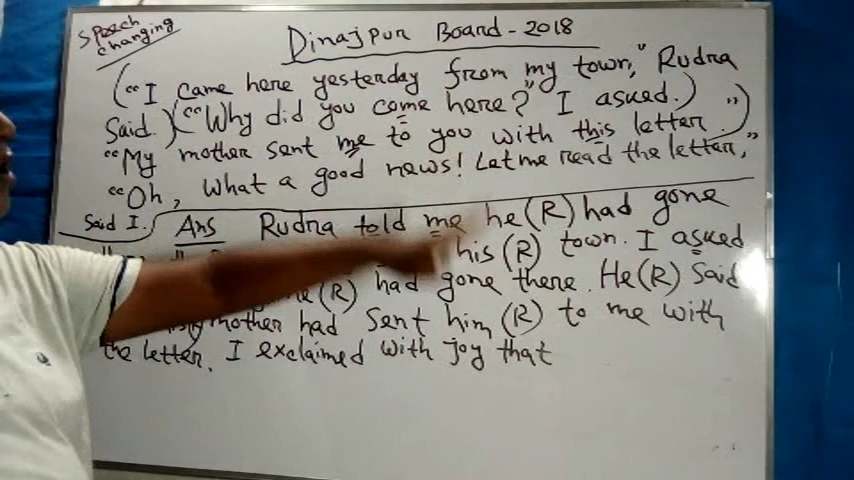 Speech changing
Dinajpur Board - 2018
("I came here yesterday from my town," Rudra
Said.) ("Why did you come here?" I asked.)
"My mother sent me to you with this letter.")
"Oh, what a good news! Let me read the letter,"
Said I.
Ans Rudra told me he (R) had gone
his (R) town. I asked
(R) had gone there. He (R) Said
mother had sent him (R) to me with
the letter. I exclaimed with joy that